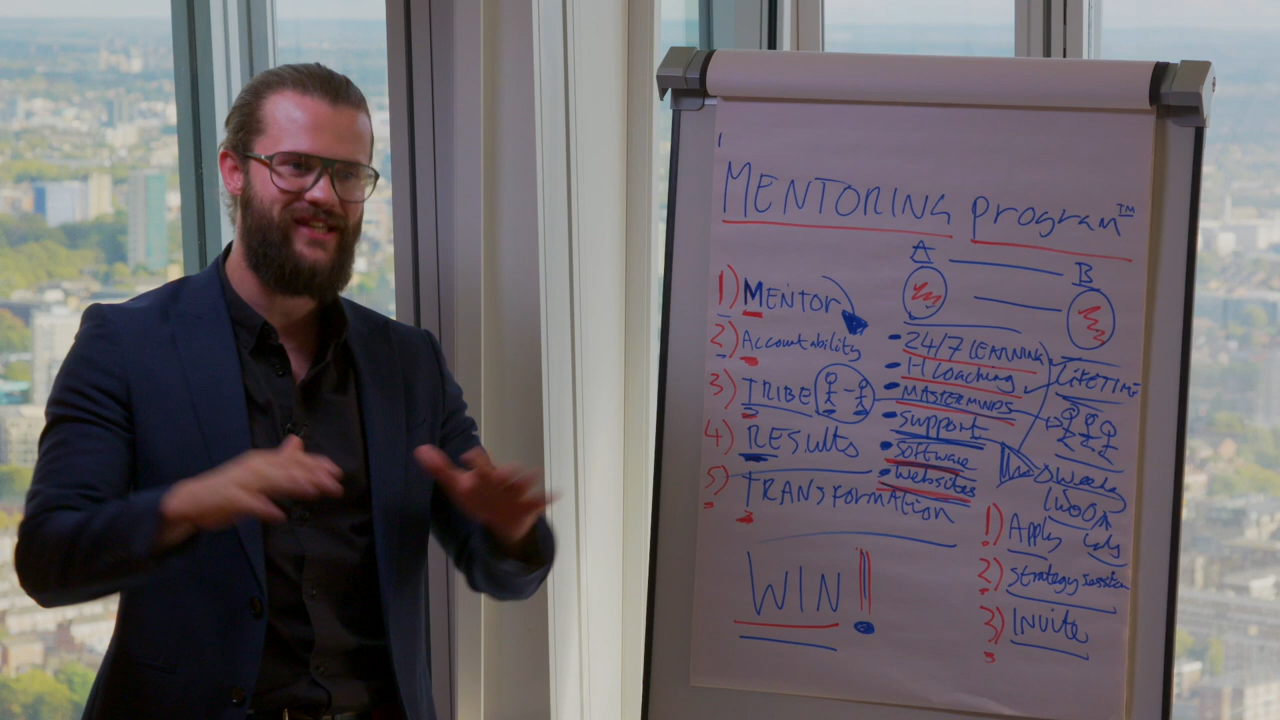 MENTORING program™
A
B
1) MENTOR
2) Accountability
3) TRIBE
4) RESults
5) TRANSformATION
WIN!
• 24/7 LEARNING
• 1-1 Coaching
• MASTERMINDS
• support
• Software
• Websites
LIFETIME
1) Apply
2) Strategy session
3) INVite